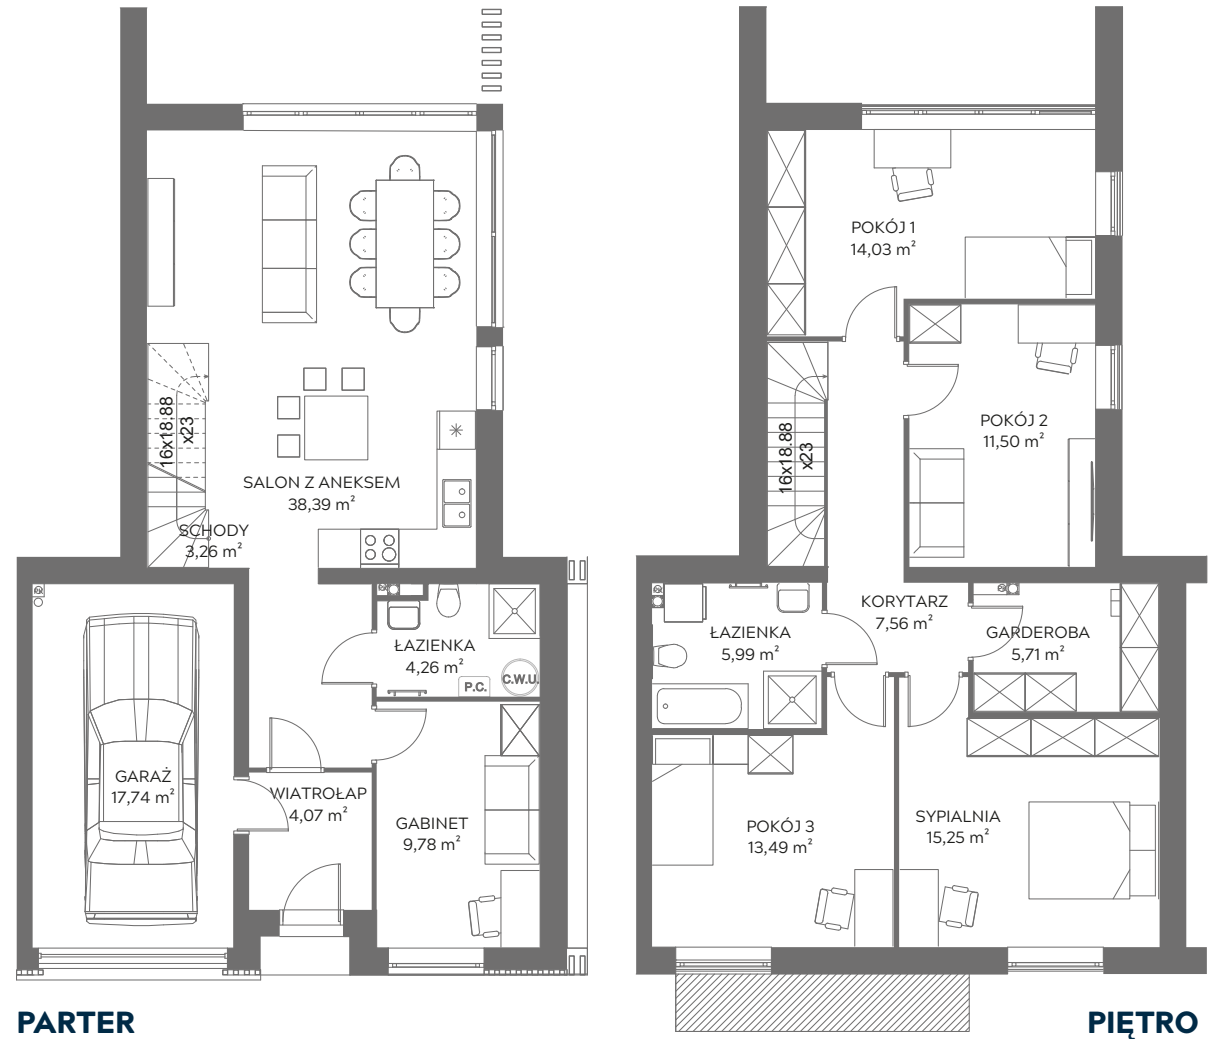 16x18.88
x23
SALON Z ANEKSEM
38,39 m²
SCHODY
3,26 m²
ŁAZIENKA
4,26 m²
P.C.
C.W.U.
GARAŻ
17,74 m²
WIATROŁAP
4,07 m²
GABINET
9,78 m²
PARTER
POKÓJ 1
14,03 m²
POKÓJ 2
11,50 m²
16x18.88
x23
KORYTARZ
7,56 m²
ŁAZIENKA
5,99 m²
GARDEROBA
5,71 m²
POKÓJ 3
13,49 m²
SYPIALNIA
15,25 m²
PIĘTRO